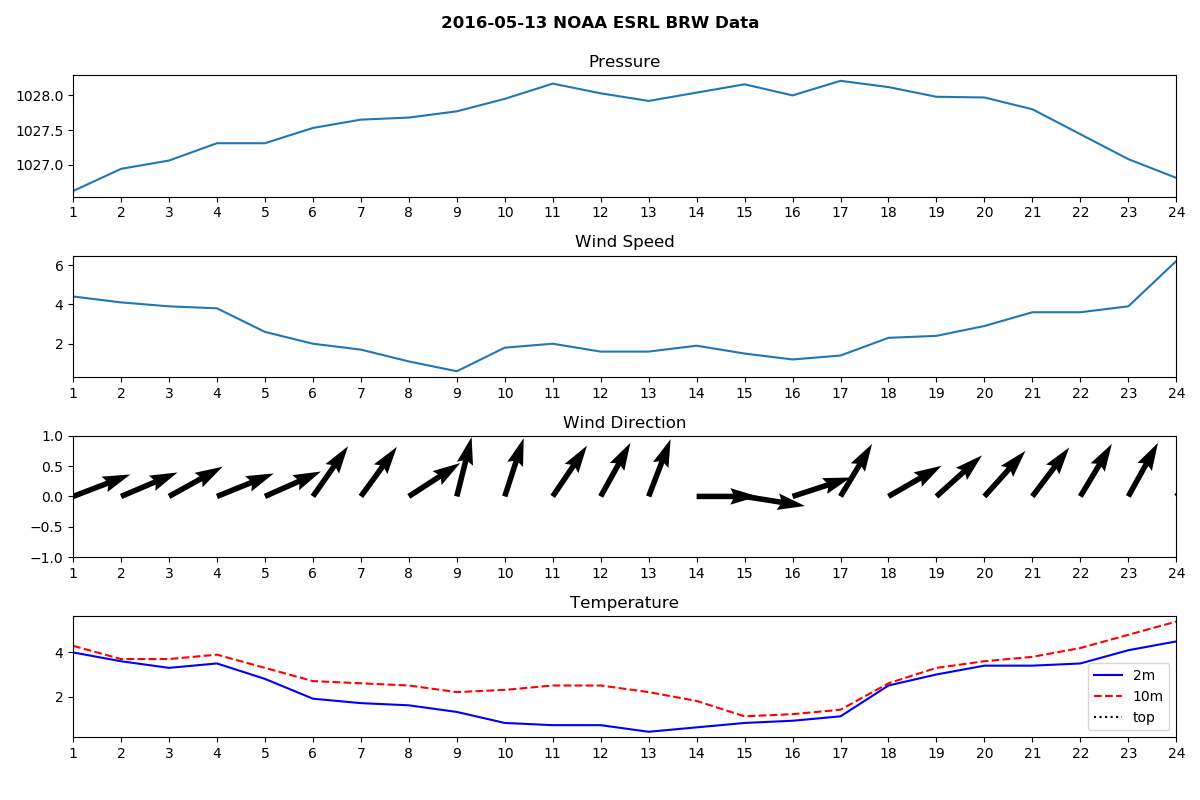 2016-05-13 NOAA ESRL BRW Data
Pressure
1028.0
1027.5
1027.0
1 2 3 4 5 6 7 8 9 10 11 12 13 14 15 16 17 18 19 20 21 22 23 24
Wind Speed
6
4
2
1 2 3 4 5 6 7 8 9 10 11 12 13 14 15 16 17 18 19 20 21 22 23 24
Wind Direction
1.0
0.5
0.0
−0.5
−1.0
1 2 3 4 5 6 7 8 9 10 11 12 13 14 15 16 17 18 19 20 21 22 23 24
Temperature
4
2
2m
10m
top
1 2 3 4 5 6 7 8 9 10 11 12 13 14 15 16 17 18 19 20 21 22 23 24